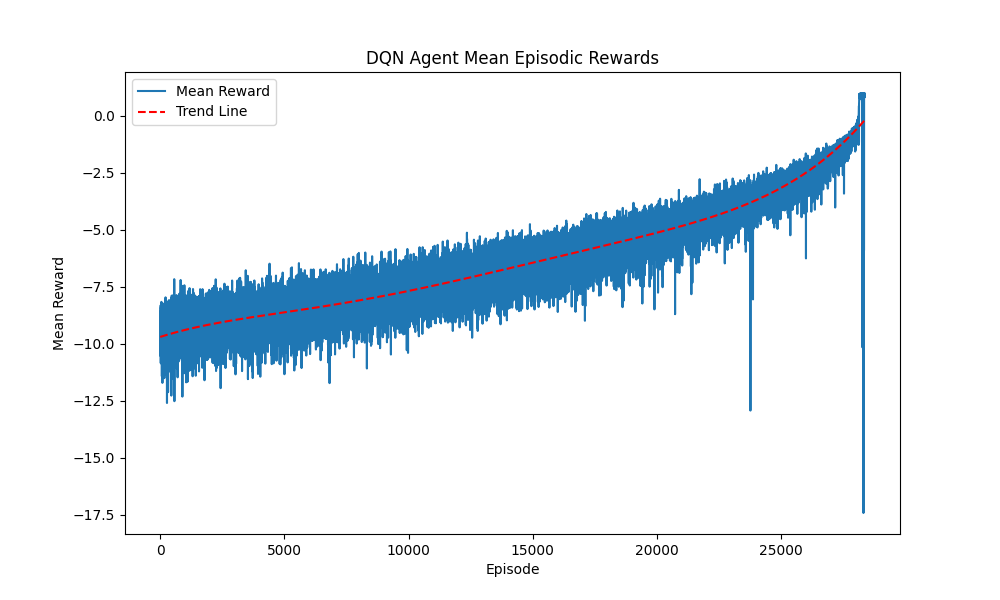 DQN Agent Mean Episodic Rewards
Mean Reward
Trend Line
0.0
−2.5
−5.0
−7.5
−10.0
−12.5
−15.0
−17.5
Mean Reward
0 5000 10000 15000 20000 25000
Episode